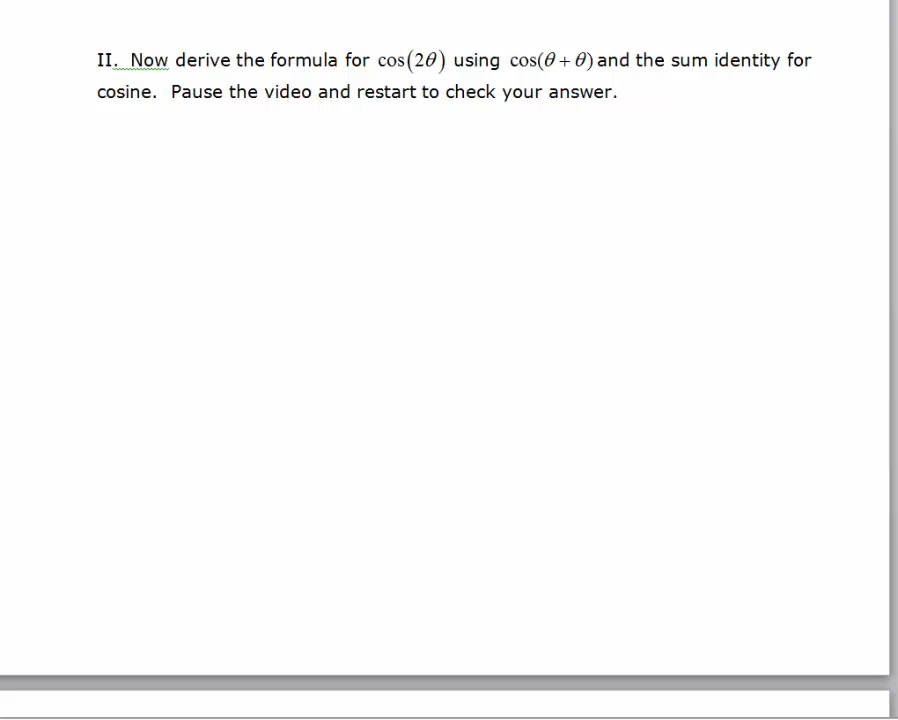 II. Now derive the formula for cos(2θ) using cos(θ + θ) and the sum identity for
cosine. Pause the video and restart to check your answer.